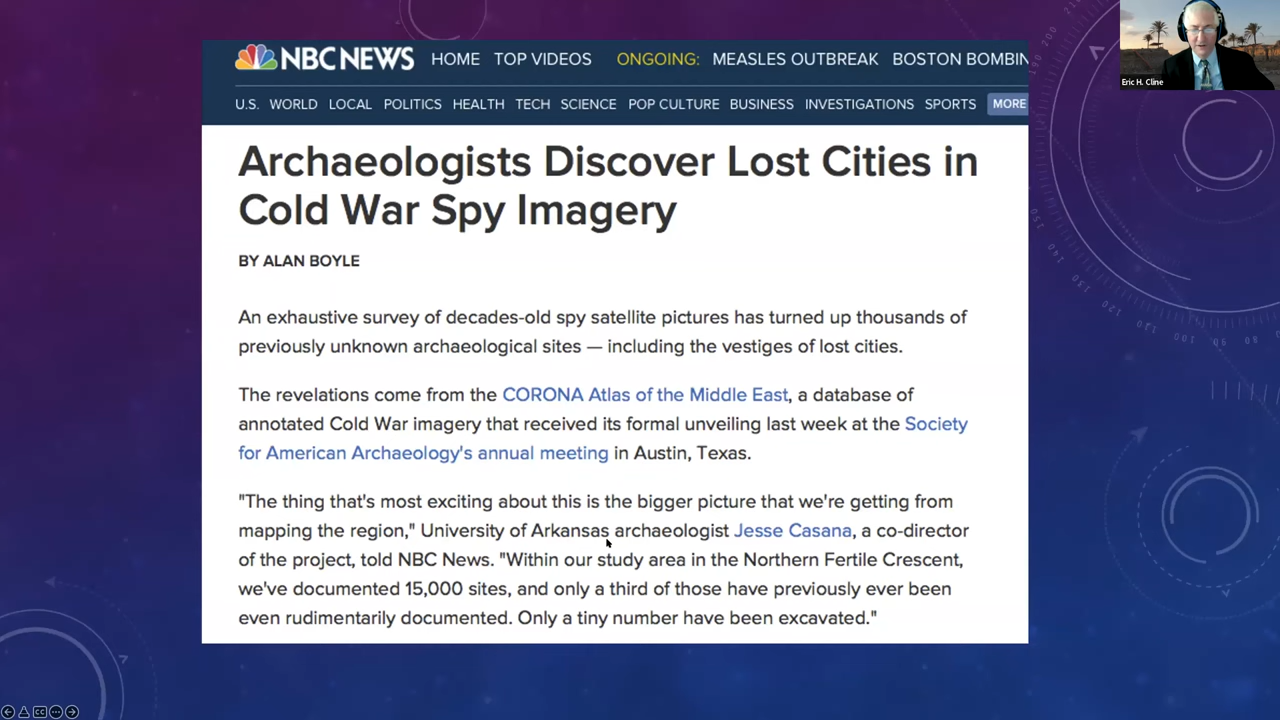 NBC NEWS HOME TOP VIDEOS ONGOING: MEASLES OUTBREAK BOSTON BOMBIN
U.S. WORLD LOCAL POLITICS HEALTH TECH SCIENCE POP CULTURE BUSINESS INVESTIGATIONS SPORTS MORE
Eric H. Cline
Archaeologists Discover Lost Cities in
Cold War Spy Imagery
BY ALAN BOYLE
An exhaustive survey of decades-old spy satellite pictures has turned up thousands of
previously unknown archaeological sites — including the vestiges of lost cities.
The revelations come from the CORONA Atlas of the Middle East, a database of
annotated Cold War imagery that received its formal unveiling last week at the Society
for American Archaeology's annual meeting in Austin, Texas.
"The thing that's most exciting about this is the bigger picture that we're getting from
mapping the region," University of Arkansas archaeologist Jesse Casana, a co-director
of the project, told NBC News. "Within our study area in the Northern Fertile Crescent,
we've documented 15,000 sites, and only a third of those have previously ever been
even rudimentarily documented. Only a tiny number have been excavated."